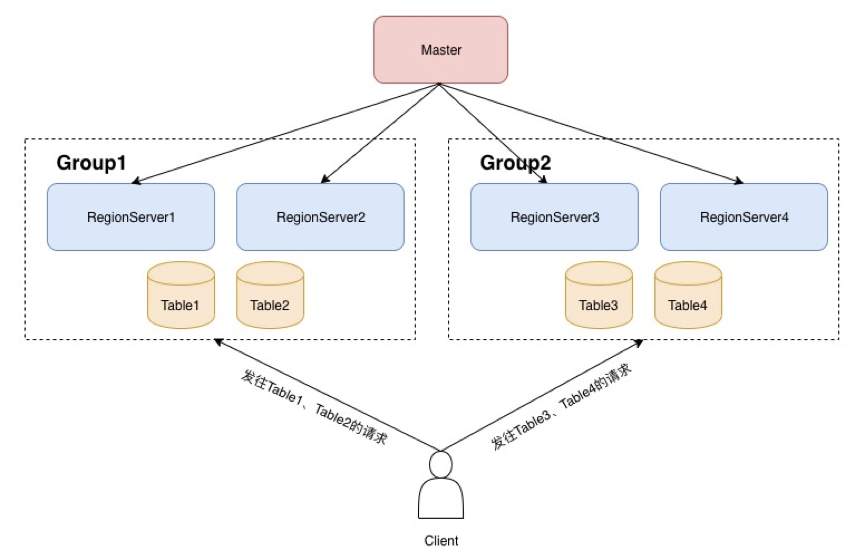 Master
Group1
Group2
RegionServer1
RegionServer2
RegionServer3
RegionServer4
Table1
Table2
Table3
Table4
发往Table1、Table2的请求
发往Table3、Table4的请求
Client